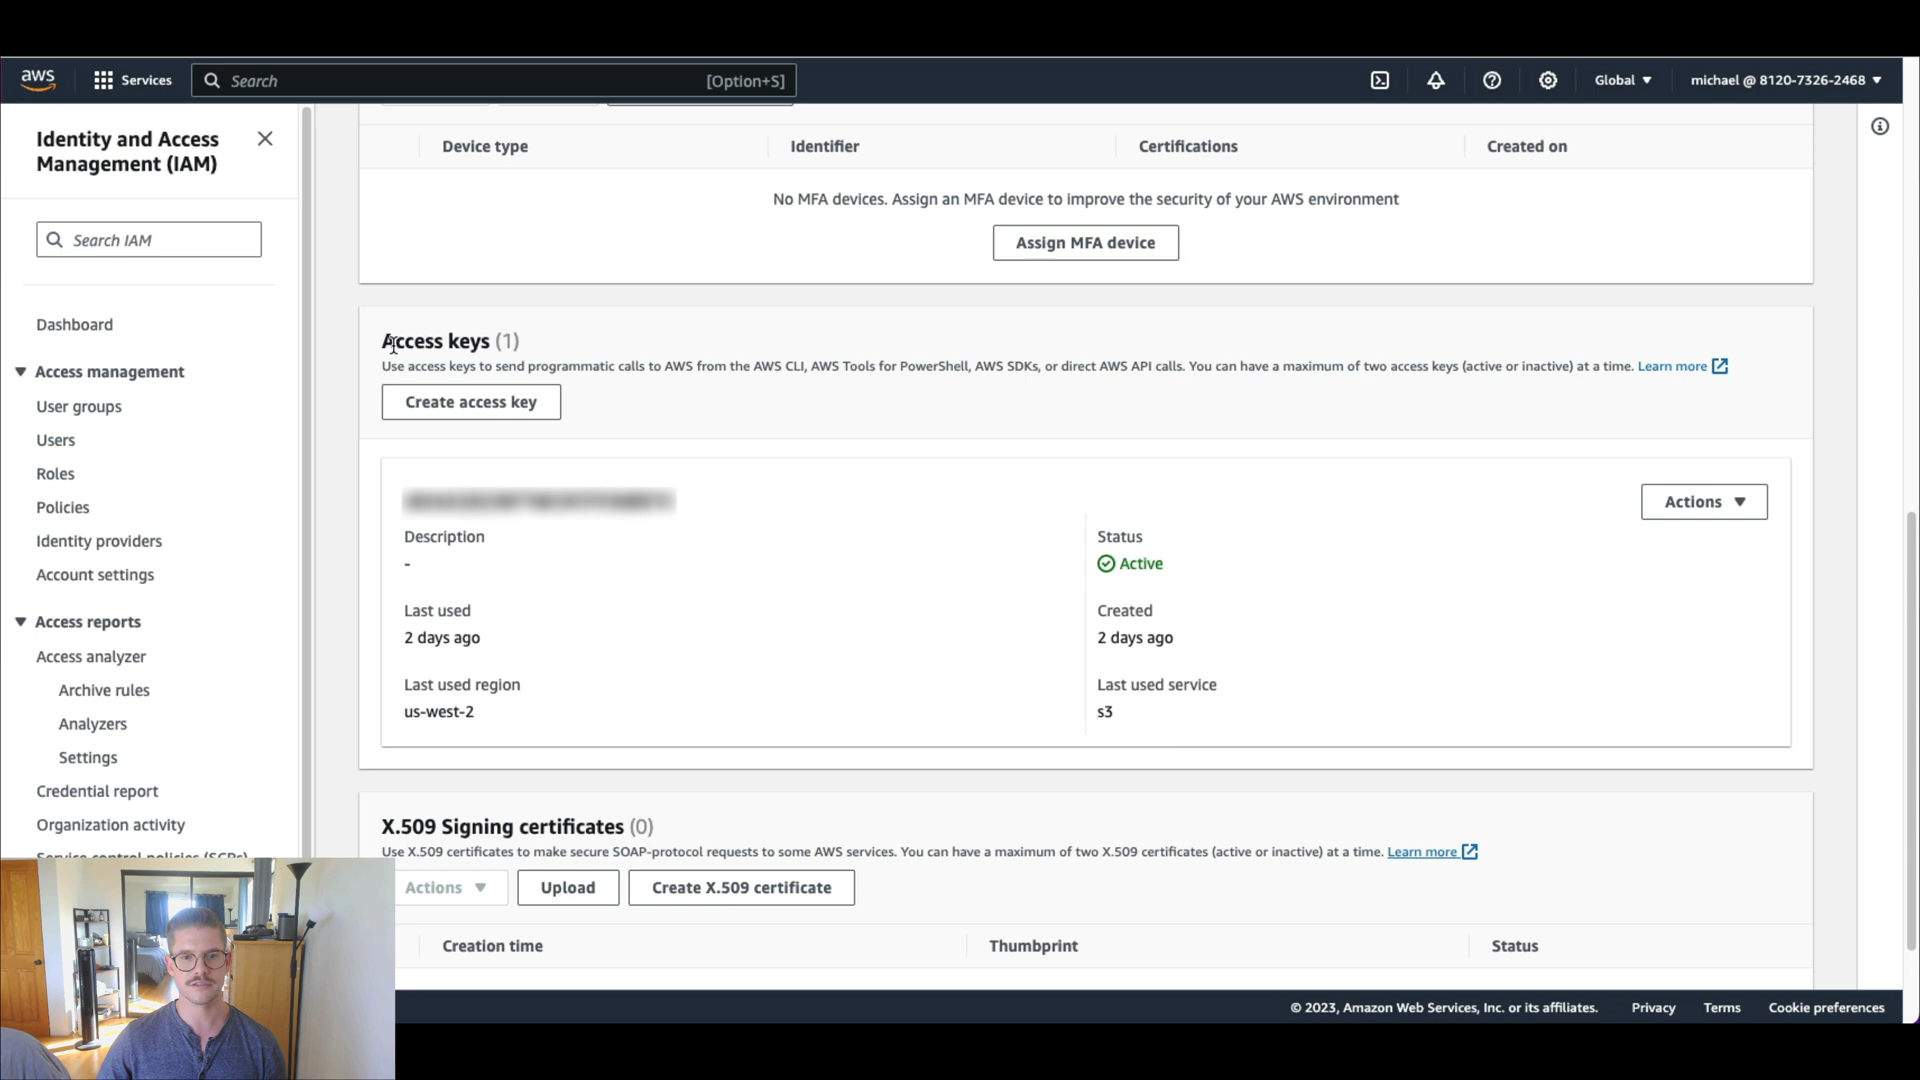 aws
Services
Search
[Option+S]
Global
michael @ 8120-7326-2468
Identity and Access
Management (IAM)
Search IAM
Dashboard
Access management
User groups
Users
Roles
Policies
Identity providers
Account settings
Access reports
Access analyzer
Archive rules
Analyzers
Settings
Credential report
Organization activity
Service control policies (SCPs)
Device type
Identifier
Certifications
Created on
No MFA devices. Assign an MFA device to improve the security of your AWS environment
Assign MFA device
Access keys (1)
Use access keys to send programmatic calls to AWS from the AWS CLI, AWS Tools for PowerShell, AWS SDKs, or direct AWS API calls. You can have a maximum of two access keys (active or inactive) at a time. Learn more
Create access key
Actions
Description
-
Status
Active
Last used
2 days ago
Created
2 days ago
Last used region
us-west-2
Last used service
s3
X.509 Signing certificates (0)
Use X.509 certificates to make secure SOAP-protocol requests to some AWS services. You can have a maximum of two X.509 certificates (active or inactive) at a time. Learn more
Actions
Upload
Create X.509 certificate
Creation time
Thumbprint
Status
© 2023, Amazon Web Services, Inc. or its affiliates.
Privacy
Terms
Cookie preferences